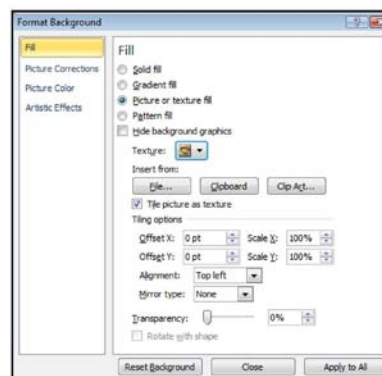 Format Background
Fill
Picture Corrections
Picture Color
Artistic Effects
Fill
Solid fill
Gradient fill
Picture or texture fill
Pattern fill
Hide background graphics
Texture:
Insert from:
File... Clipboard Clip Art...
Tile picture as texture
Tiling options
Offset X: 0 pt Scale X: 100%
Offset Y: 0 pt Scale Y: 100%
Alignment: Top left
Mirror type: None
Transparency: 0%
Rotate with shape
Reset Background Close Apply to All